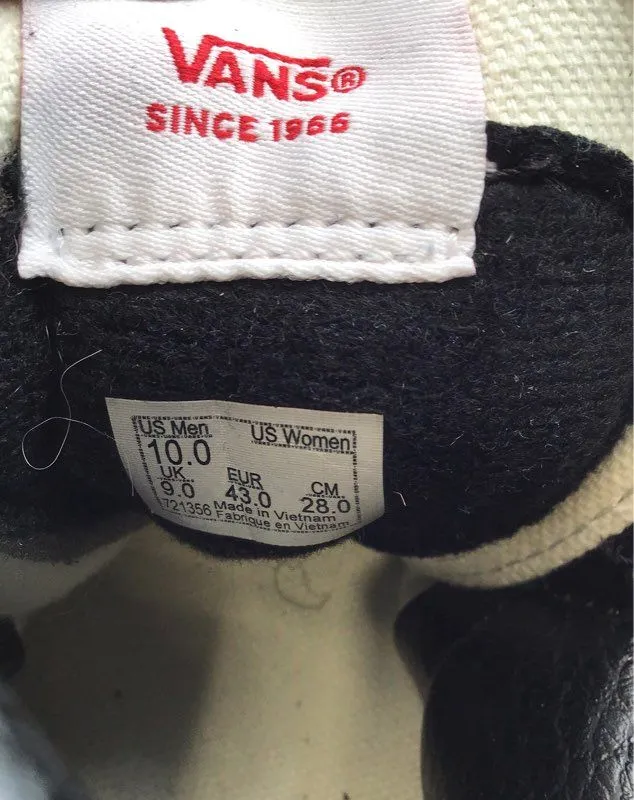 VANS®
SINCE 1966
US Men US Women
10.0
UK EUR CM
9.0 43.0 28.0
721356 Made in Vietnam
Fabrique en Vietnam